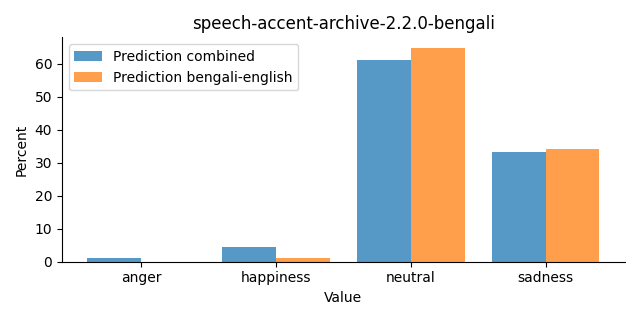 speech-accent-archive-2.2.0-bengali
Prediction combined
Prediction bengali-english
Percent
60
50
40
30
20
10
0
anger happiness neutral sadness
Value